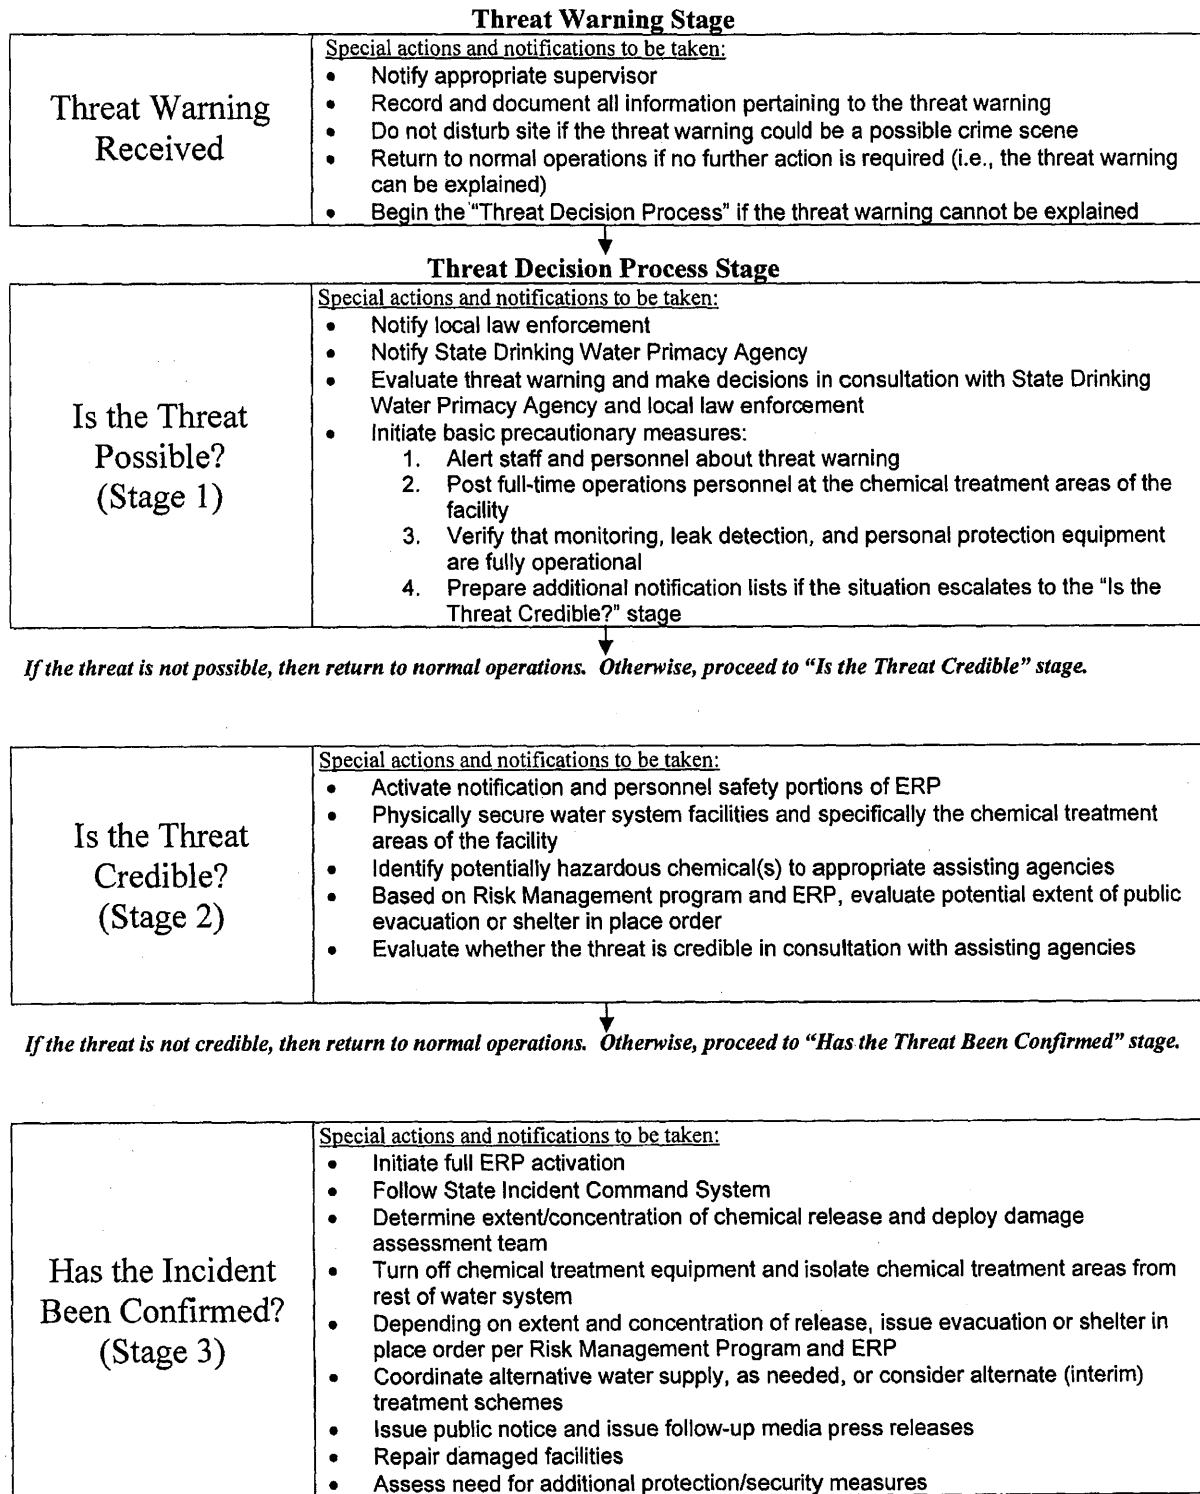 Threat Warning Stage
Threat Warning
Received
Special actions and notifications to be taken:
• Notify appropriate supervisor
• Record and document all information pertaining to the threat warning
• Do not disturb site if the threat warning could be a possible crime scene
• Return to normal operations if no further action is required (i.e., the threat warning
can be explained)
• Begin the "Threat Decision Process" if the threat warning cannot be explained
Threat Decision Process Stage
Is the Threat
Possible?
(Stage 1)
Special actions and notifications to be taken:
• Notify local law enforcement
• Notify State Drinking Water Primacy Agency
• Evaluate threat warning and make decisions in consultation with State Drinking
Water Primacy Agency and local law enforcement
• Initiate basic precautionary measures:
1. Alert staff and personnel about threat warning
2. Post full-time operations personnel at the chemical treatment areas of the
facility
3. Verify that monitoring, leak detection, and personal protection equipment
are fully operational
4. Prepare additional notification lists if the situation escalates to the "Is the
Threat Credible?" stage
If the threat is not possible, then return to normal operations. Otherwise, proceed to "Is the Threat Credible" stage.
Is the Threat
Credible?
(Stage 2)
Special actions and notifications to be taken:
• Activate notification and personnel safety portions of ERP
• Physically secure water system facilities and specifically the chemical treatment
areas of the facility
• Identify potentially hazardous chemical(s) to appropriate assisting agencies
• Based on Risk Management program and ERP, evaluate potential extent of public
evacuation or shelter in place order
• Evaluate whether the threat is credible in consultation with assisting agencies
If the threat is not credible, then return to normal operations. Otherwise, proceed to "Has the Threat Been Confirmed" stage.
Has the Incident
Been Confirmed?
(Stage 3)
Special actions and notifications to be taken:
• Initiate full ERP activation
• Follow State Incident Command System
• Determine extent/concentration of chemical release and deploy damage
assessment team
• Turn off chemical treatment equipment and isolate chemical treatment areas from
rest of water system
• Depending on extent and concentration of release, issue evacuation or shelter in
place order per Risk Management Program and ERP
• Coordinate alternative water supply, as needed, or consider alternate (interim)
treatment schemes
• Issue public notice and issue follow-up media press releases
• Repair damaged facilities
• Assess need for additional protection/security measures